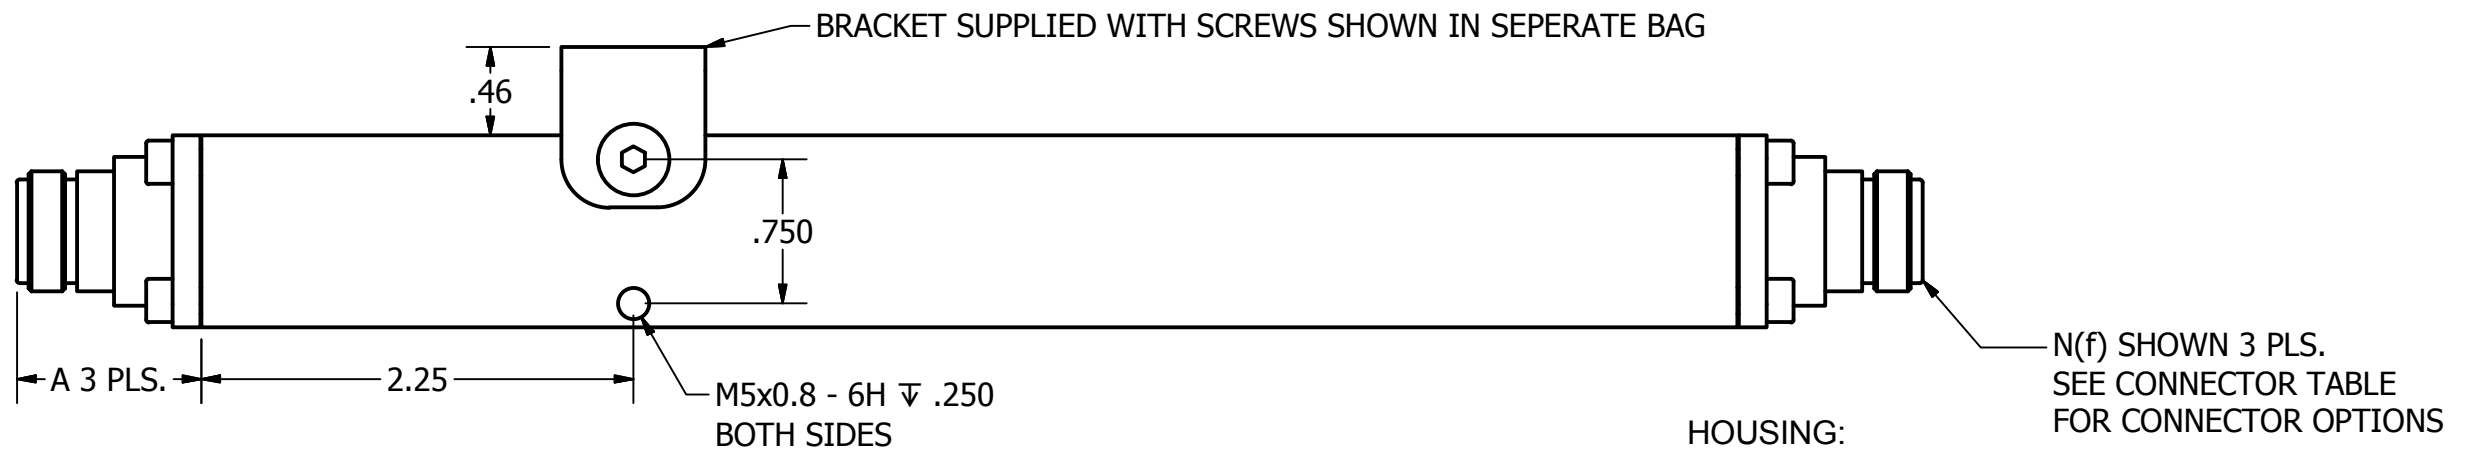 BRACKET SUPPLIED WITH SCREWS SHOWN IN SEPERATE BAG
.46
.750
A 3 PLS.
2.25
M5x0.8 - 6H ↧ .250
BOTH SIDES
N(f) SHOWN 3 PLS.
SEE CONNECTOR TABLE
FOR CONNECTOR OPTIONS
HOUSING: